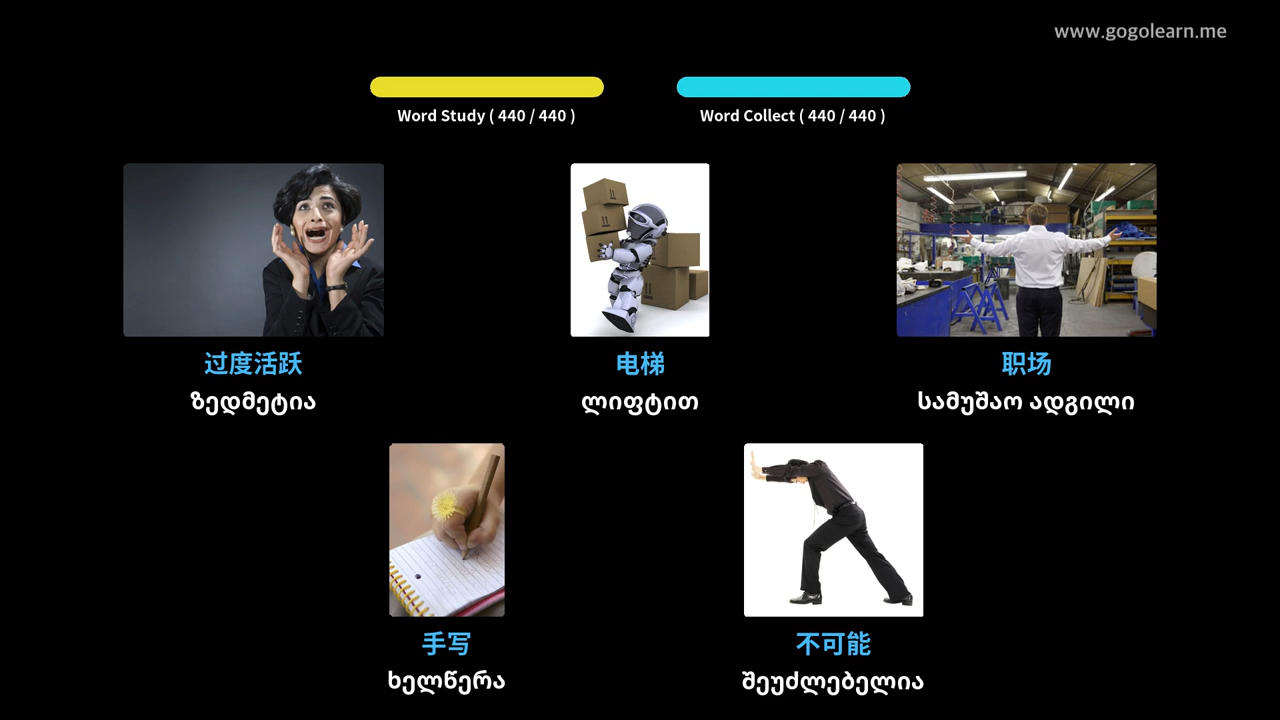 www.gogolearn.me
Word Study ( 440 / 440 )
Word Collect ( 440 / 440 )
过度活跃
ზედმეტია
电梯
ლიფტით
职场
სამუშაო ადგილი
手写
ხელწერა
不可能
შეუძლებელია